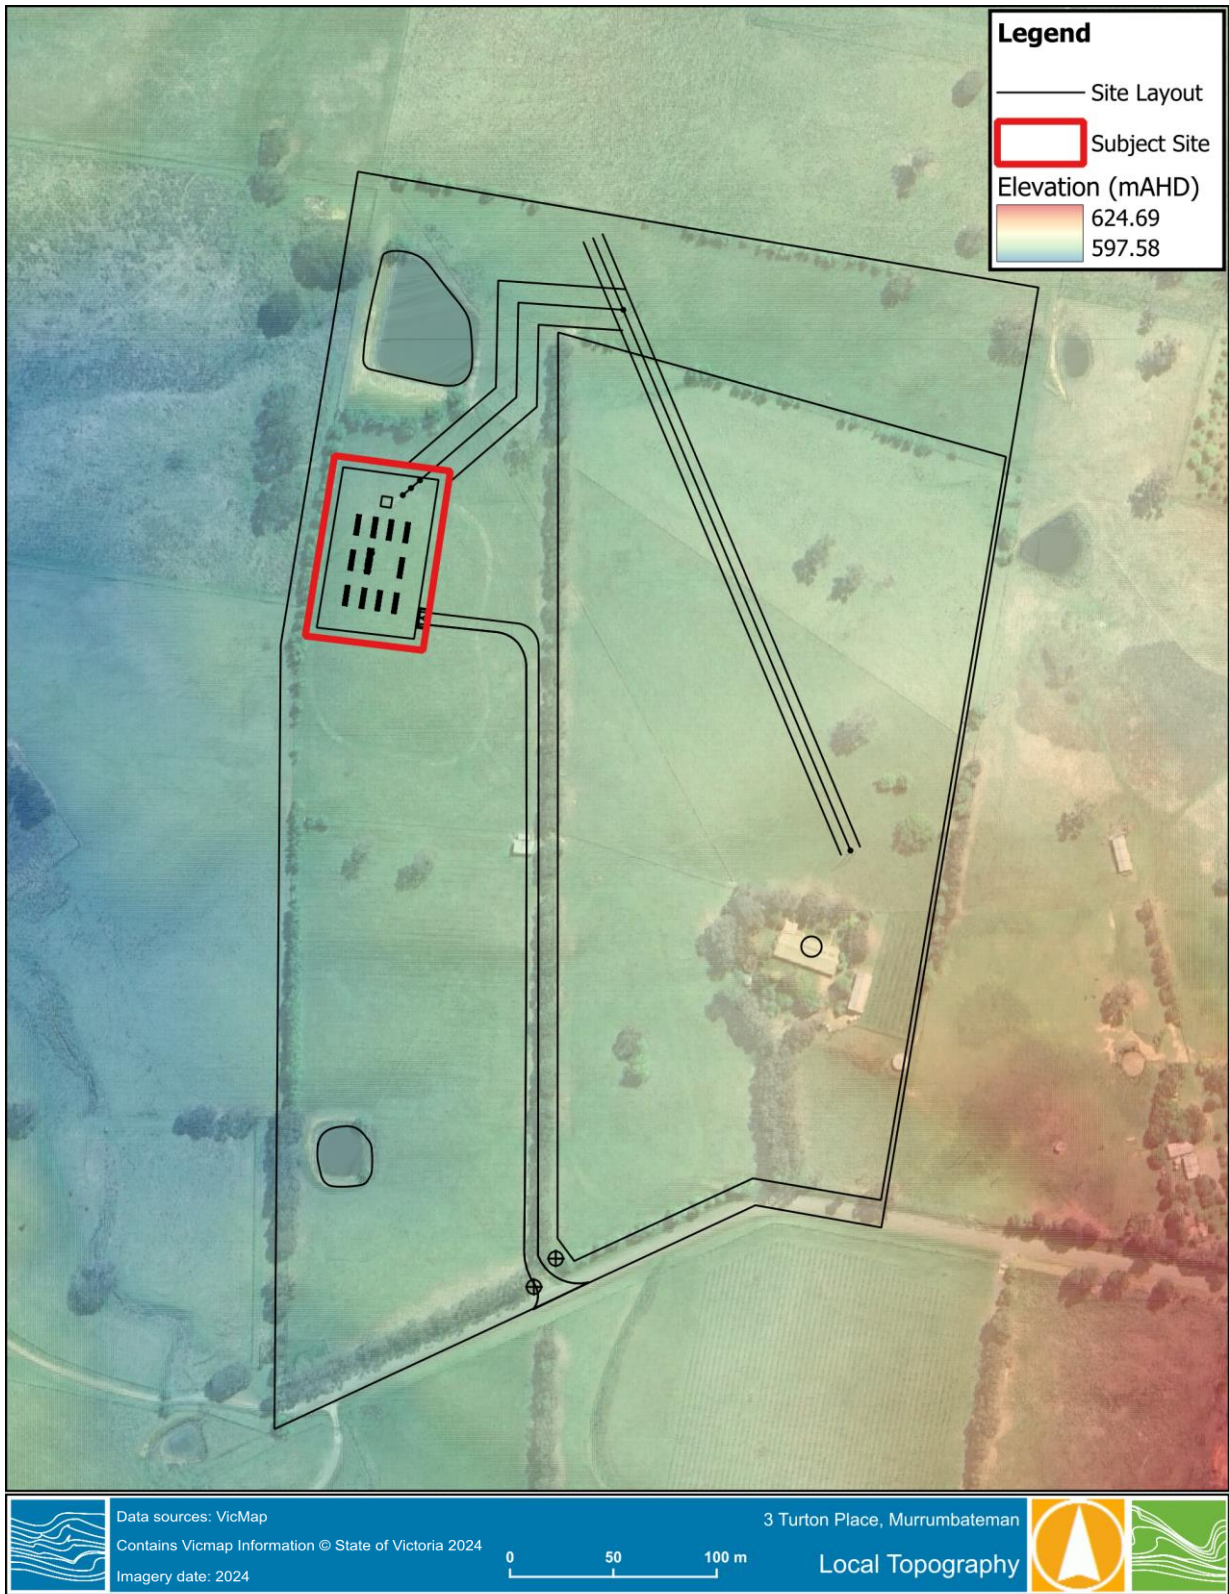 Legend
Site Layout
Subject Site
Elevation (mAHD)
624.69
597.58
Data sources: VicMap
Contains Vicmap Information © State of Victoria 2024
Imagery date: 2024
0 50 100 m
3 Turton Place, Murrumbateman
Local Topography